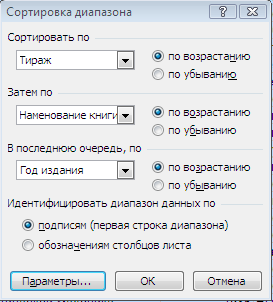 Сортировка диапазона
Сортировать по
Тираж
по возрастанию
по убыванию
Затем по
Наменование книги
по возрастанию
по убыванию
В последнюю очередь, по
Год издания
по возрастанию
по убыванию
Идентифицировать диапазон данных по
подписям (первая строка диапазона)
обозначениям столбцов листа
Параметры... ОК Отмена